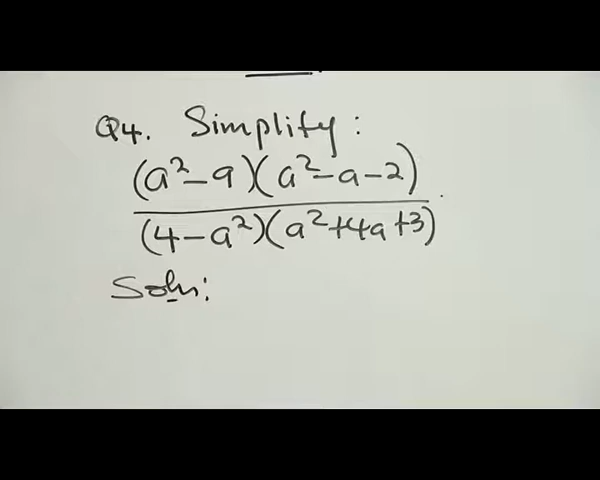 Q4. Simplify:
(a²-9)(a²-a-2)
(4-a²)(a²+4a+3)
Soln: